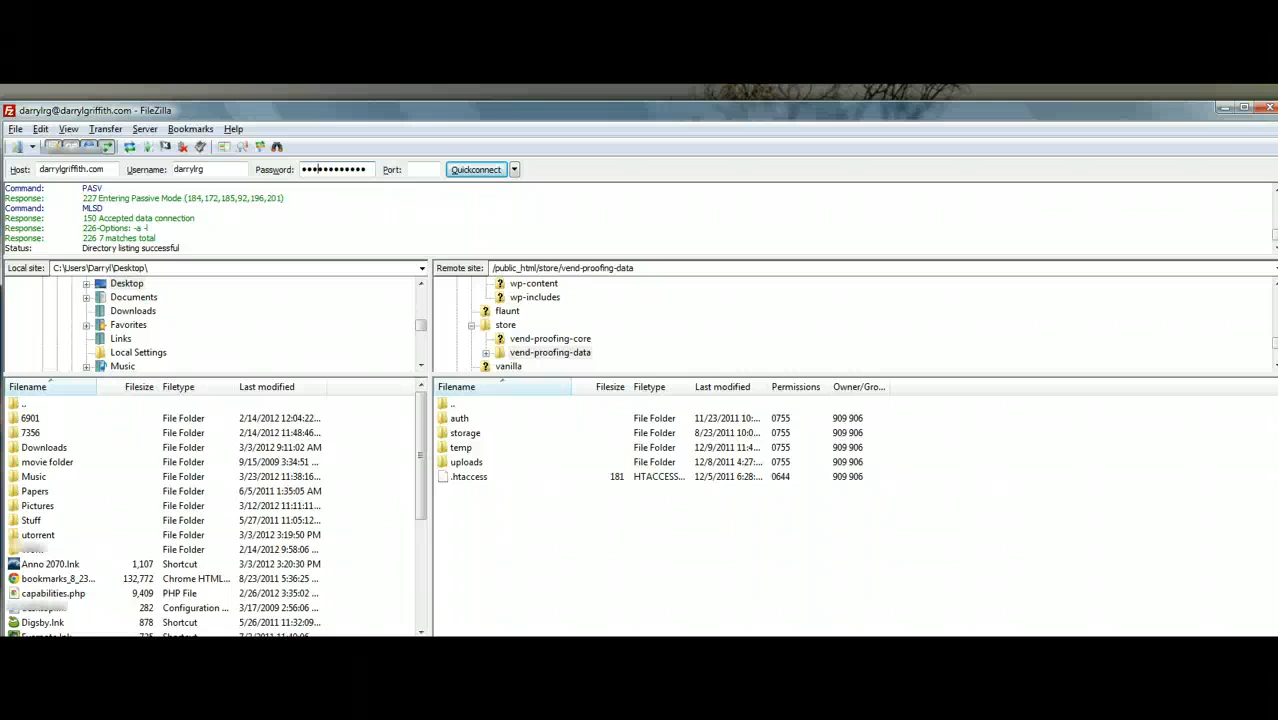 darrylrg@darrylgriffith.com - FileZilla
File Edit View Transfer Server Bookmarks Help
Host: darrylgriffith.com Username: darrylrg Password: ●●●●●●●●●●●● Port: Quickconnect
Command: PASV
Response: 227 Entering Passive Mode (184,172,185,92,196,201)
Command: MLSD
Response: 150 Accepted data connection
Response: 226-Options: -a -l
Response: 226 7 matches total
Status: Directory listing successful
Local site: C:\Users\Darryl\Desktop\
Desktop
Documents
Downloads
Favorites
Links
Local Settings
Music
Remote site: /public_html/store/vend-proofing-data
wp-content
wp-includes
flaunt
store
vend-proofing-core
vend-proofing-data
vanilla
Filename Filesize Filetype Last modified
..
6901 File Folder 2/14/2012 12:04:22...
7356 File Folder 2/14/2012 11:48:46...
Downloads File Folder 3/3/2012 9:11:02 AM
movie folder File Folder 9/15/2009 3:34:51 ...
Music File Folder 3/23/2012 11:38:16...
Papers File Folder 6/5/2011 1:35:05 AM
Pictures File Folder 3/12/2012 11:11:11...
Stuff File Folder 5/27/2011 11:05:12...
utorrent File Folder 3/3/2012 3:19:50 PM
File Folder 2/14/2012 9:58:06 ...
Anno 2070.lnk 1,107 Shortcut 3/3/2012 3:20:30 PM
bookmarks_8_23... 132,772 Chrome HTML... 8/23/2011 5:36:25 ...
capabilities.php 9,409 PHP File 2/26/2012 3:35:02 ...
282 Configuration ... 3/17/2009 2:56:06 ...
Digsby.lnk 878 Shortcut 5/26/2011 11:32:09...
Filename Filesize Filetype Last modified Permissions Owner/Gro...
..
auth File Folder 11/23/2011 10:... 0755 909 906
storage File Folder 8/23/2011 10:0... 0755 909 906
temp File Folder 12/9/2011 11:4... 0755 909 906
uploads File Folder 12/8/2011 4:27:... 0755 909 906
.htaccess 181 HTACCESS... 12/5/2011 6:28:... 0644 909 906